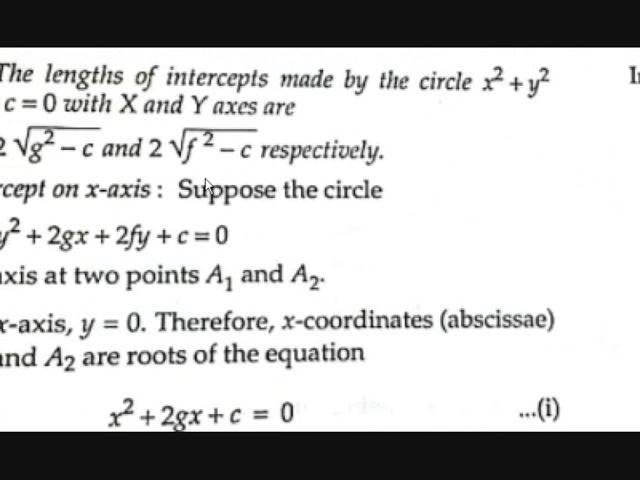 The lengths of intercepts made by the circle x² + y²
c = 0 with X and Y axes are
2 √g² – c and 2 √f ² – c respectively.
rcept on x-axis : Suppose the circle
y² + 2gx + 2fy + c = 0
axis at two points A₁ and A₂.
x-axis, y = 0. Therefore, x-coordinates (abscissae)
and A₂ are roots of the equation
x² + 2gx + c = 0 ...(i)